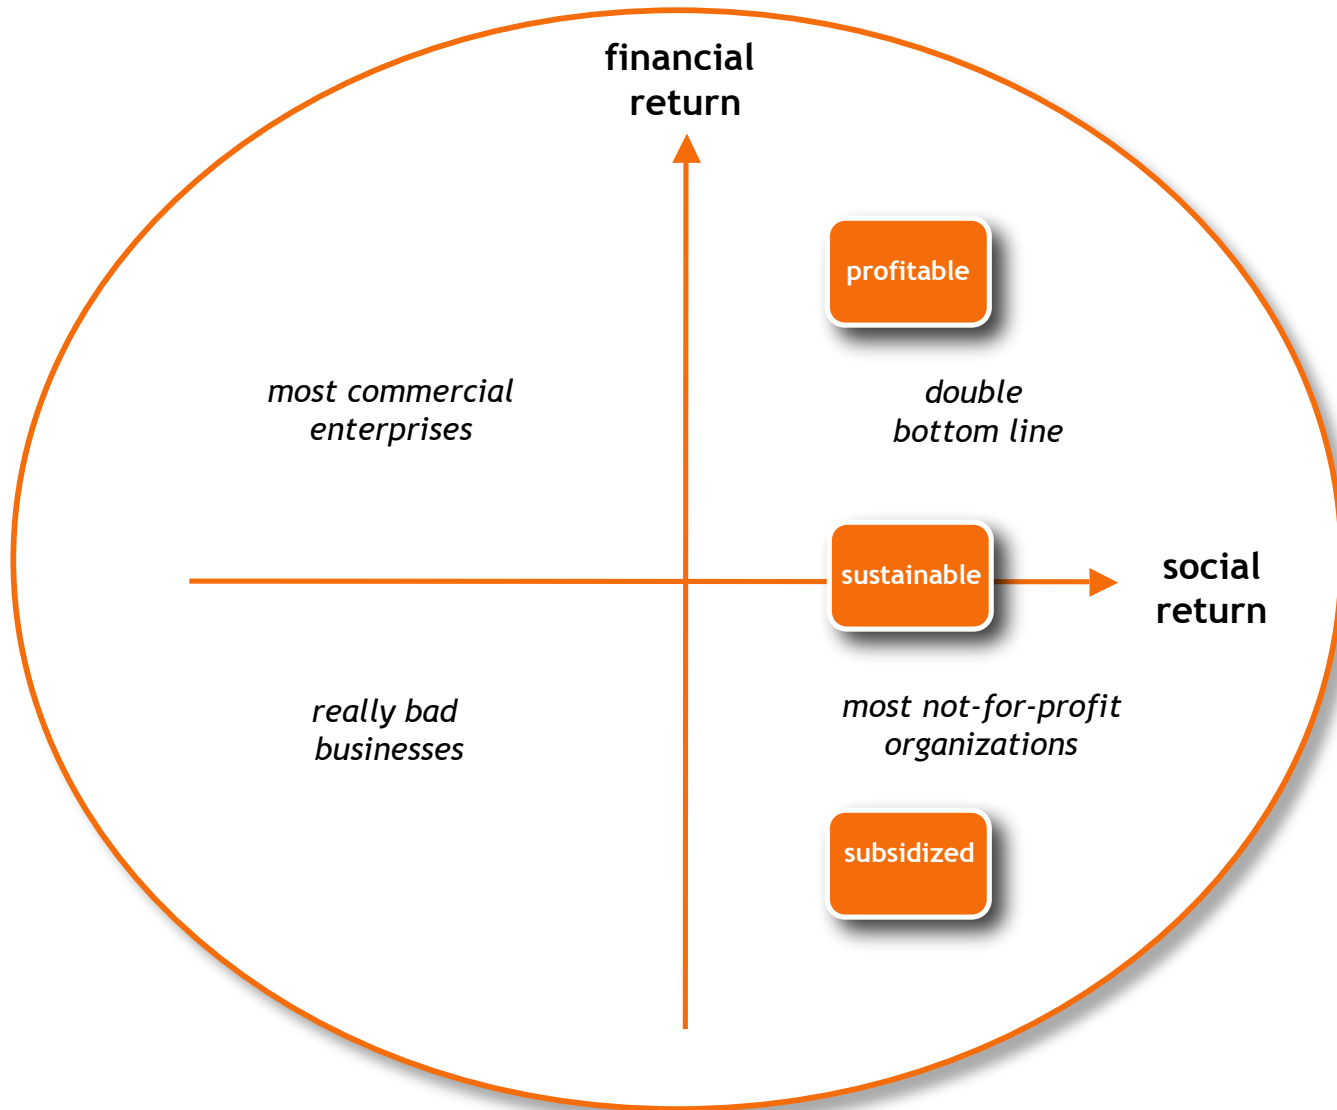 financial
return
profitable
most commercial
enterprises
double
bottom line
sustainable
social
return
really bad
businesses
most not-for-profit
organizations
subsidized